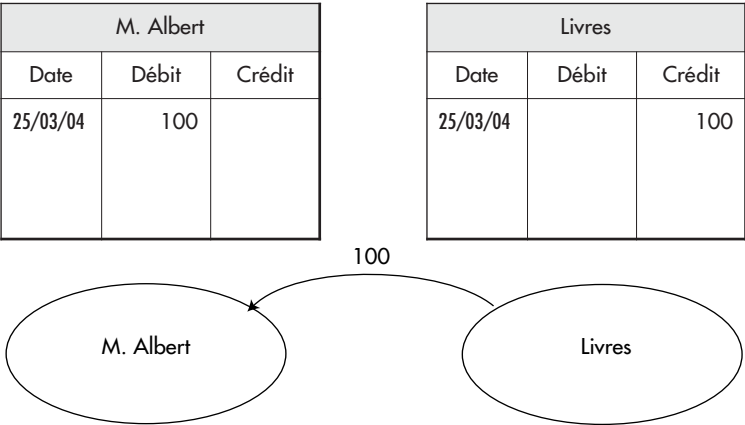 M. Albert
Date Débit Crédit
25/03/04 100
Livres
Date Débit Crédit
25/03/04 100
100
M. Albert
Livres